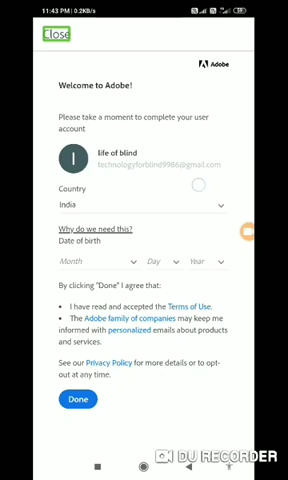 11:43 PM | 0.2KB/s
Close
Adobe
Welcome to Adobe!
Please take a moment to complete your user
account
I
life of blind
technologyforblind9986@gmail.com
Country
India
Why do we need this?
Date of birth
Month Day Year
By clicking "Done" I agree that:
• I have read and accepted the Terms of Use.
• The Adobe family of companies may keep me
informed with personalized emails about products
and services.
See our Privacy Policy for more details or to opt-
out at any time.
Done
DU RECORDER